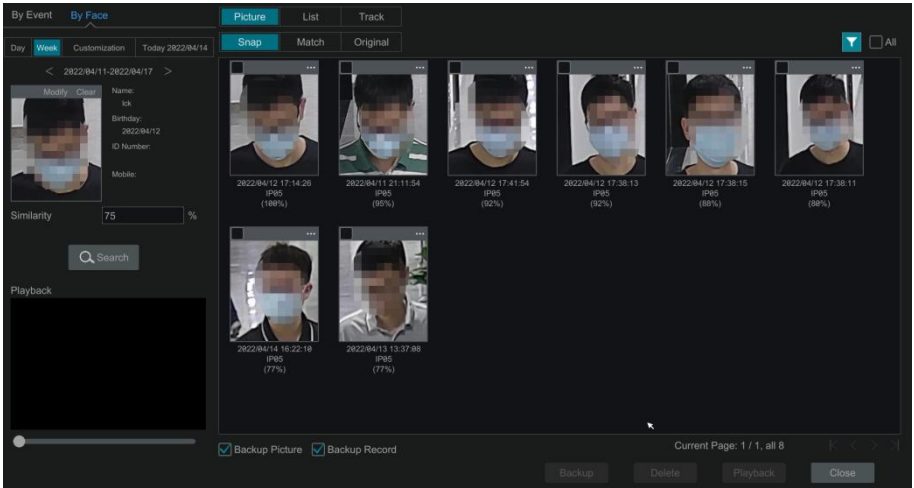 By Event By Face
Picture List Track
Day Week Customization Today 2022/04/14
Snap Match Original
All
< 2022/04/11-2022/04/17 >
Modify Clear
Name:
Ick
Birthday:
2022/04/12
ID Number:
Mobile:
Similarity 75 %
Search
Playback
2022/04/12 17:14:26
IP05
(100%)
2022/04/11 21:11:54
IP05
(95%)
2022/04/12 17:41:54
IP05
(92%)
2022/04/12 17:38:13
IP05
(92%)
2022/04/12 17:38:15
IP05
(88%)
2022/04/12 17:38:11
IP05
(80%)
2022/04/14 16:22:10
IP05
(77%)
2022/04/13 13:37:08
IP05
(77%)
Backup Picture Backup Record
Current Page: 1 / 1, all 8
Backup Delete Playback Close